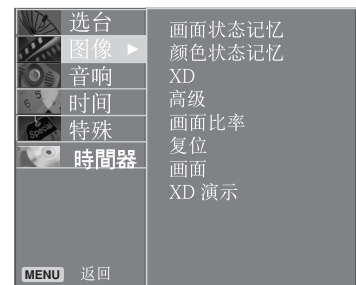 选台
图像 ▶
音响
时间
特殊
時間器
MENU 返回
画面状态记忆
颜色状态记忆
XD
高级
画面比率
复位
画面
XD 演示